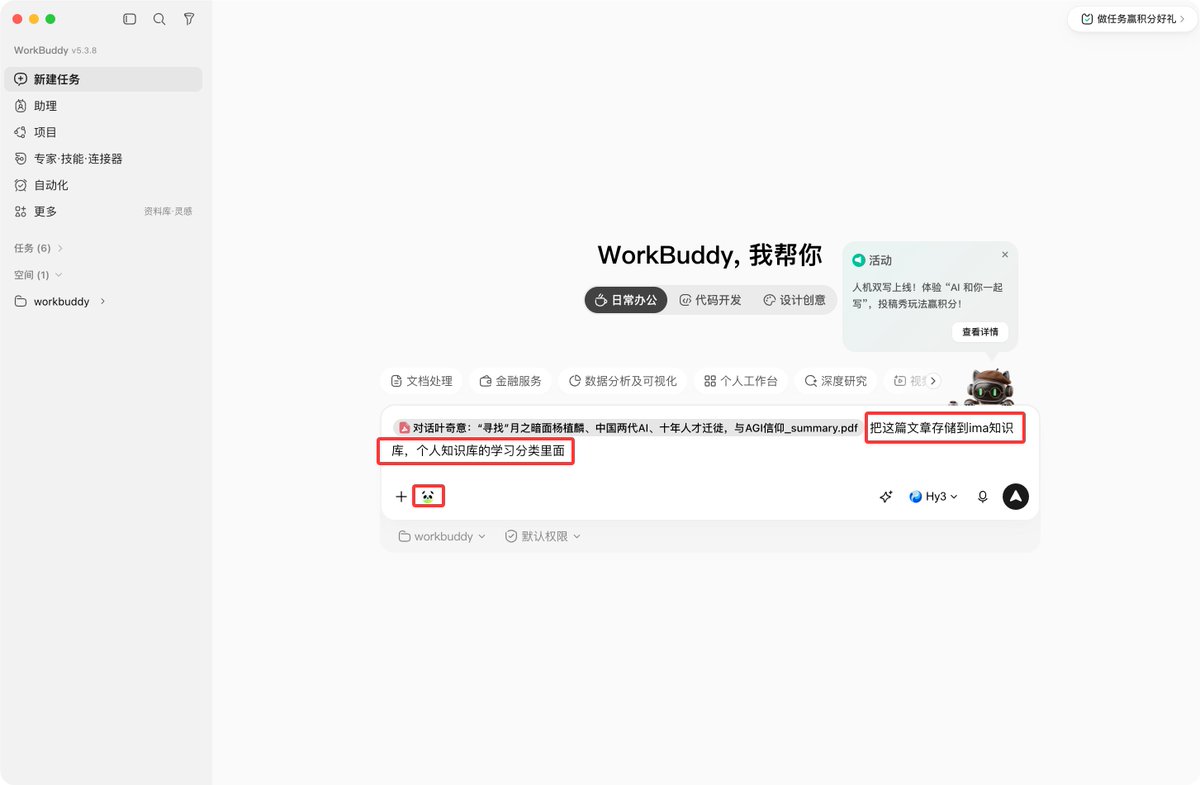 WorkBuddy v5.3.8
新建任务
助理
项目
专家·技能·连接器
自动化
更多 资料库·灵感
任务 (6)
空间 (1)
workbuddy
做任务赢积分好礼
WorkBuddy, 我帮你
日常办公 代码开发 设计创意
活动
人机双写上线！体验“AI 和你一起
写”，投稿秀玩法赢积分！
查看详情
文档处理 金融服务 数据分析及可视化 个人工作台 深度研究
对话叶奇意：“寻找”月之暗面杨植麟、中国两代AI、十年人才迁徙，与AGI信仰_summary.pdf 把这篇文章存储到ima知识
库，个人知识库的学习分类里面
Hy3
workbuddy 默认权限